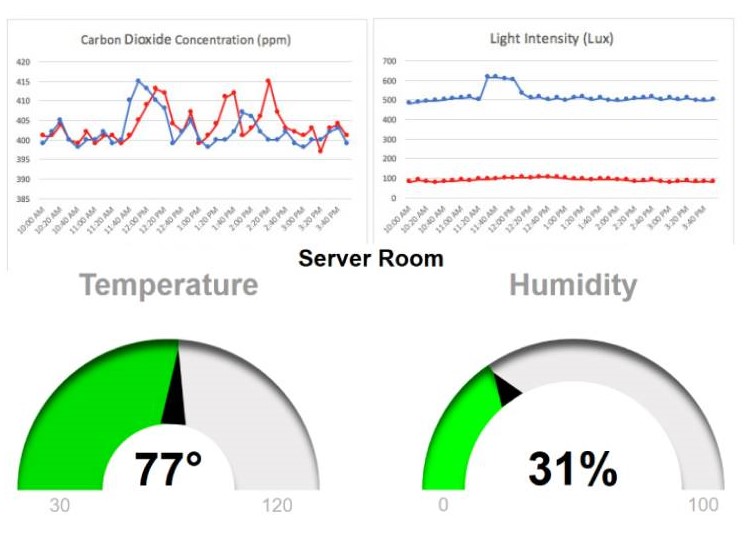 Carbon Dioxide Concentration (ppm)
420
415
410
405
400
395
390
385
10:00 AM
10:20 AM
10:40 AM
11:00 AM
11:20 AM
11:40 AM
12:00 PM
12:20 PM
12:40 PM
1:00 PM
1:20 PM
1:40 PM
2:00 PM
2:20 PM
2:40 PM
3:00 PM
3:20 PM
3:40 PM
Light Intensity (Lux)
700
600
500
400
300
200
100
0
10:00 AM
10:20 AM
10:40 AM
11:00 AM
11:20 AM
11:40 AM
12:00 PM
12:20 PM
12:40 PM
1:00 PM
1:20 PM
1:40 PM
2:00 PM
2:20 PM
2:40 PM
3:00 PM
3:20 PM
3:40 PM
Server Room
Temperature
77°
30
120
Humidity
31%
0
100